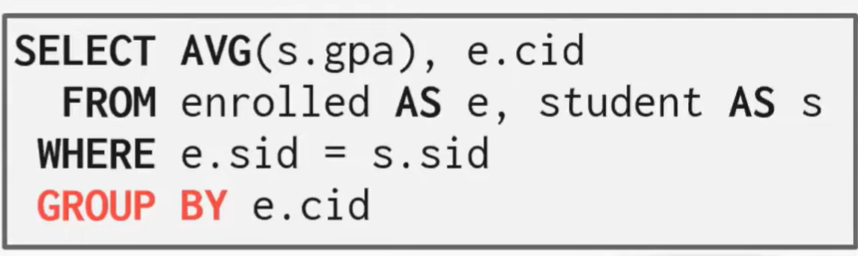 SELECT AVG(s.gpa), e.cid
FROM enrolled AS e, student AS s
WHERE e.sid = s.sid
GROUP BY e.cid